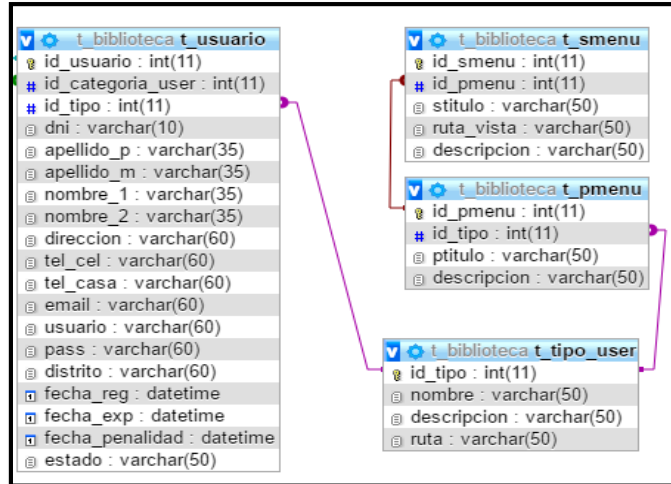 t_biblioteca t_usuario
id_usuario : int(11)
id_categoria_user : int(11)
id_tipo : int(11)
dni : varchar(10)
apellido_p : varchar(35)
apellido_m : varchar(35)
nombre_1 : varchar(35)
nombre_2 : varchar(35)
direccion : varchar(60)
tel_cel : varchar(60)
tel_casa : varchar(60)
email : varchar(60)
usuario : varchar(60)
pass : varchar(60)
distrito : varchar(60)
fecha_reg : datetime
fecha_exp : datetime
fecha_penalidad : datetime
estado : varchar(50)
t_biblioteca t_smenu
id_smenu : int(11)
id_pmenu : int(11)
stitulo : varchar(50)
ruta_vista : varchar(50)
descripcion : varchar(50)
t_biblioteca t_pmenu
id_pmenu : int(11)
id_tipo : int(11)
ptitulo : varchar(50)
descripcion : varchar(50)
t_biblioteca t_tipo_user
id_tipo : int(11)
nombre : varchar(50)
descripcion : varchar(50)
ruta : varchar(50)